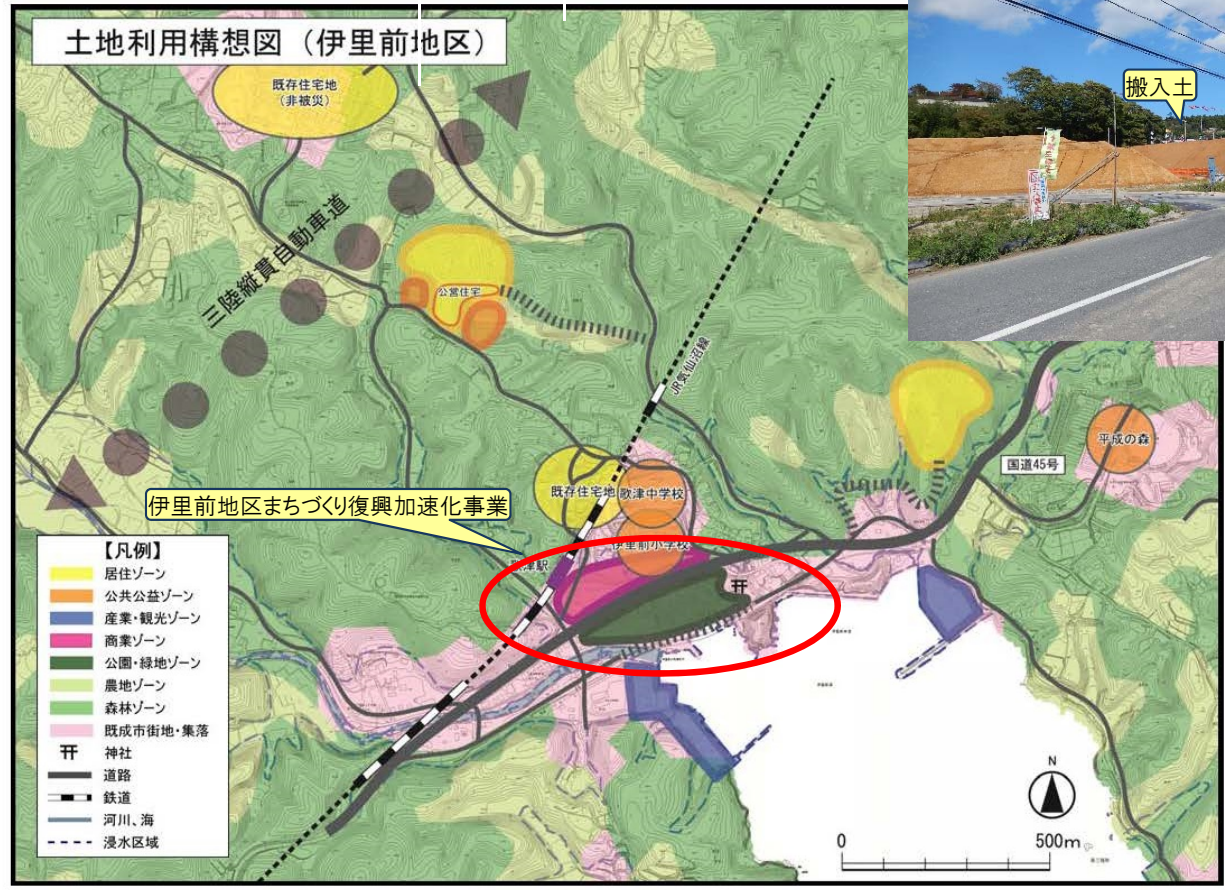 土地利用構想図（伊里前地区）
既存住宅地
（非被災）
搬入土
三陸縦貫自動車道
公営住宅
JR気仙沼線
平成の森
国道45号
既存住宅地
歌津中学校
伊里前地区まちづくり復興加速化事業
伊里前小学校
歌津駅
【凡例】
居住ゾーン
公共公益ゾーン
産業・観光ゾーン
商業ゾーン
公園・緑地ゾーン
農地ゾーン
森林ゾーン
既成市街地・集落
神社
道路
鉄道
河川、海
浸水区域
N
0
500m